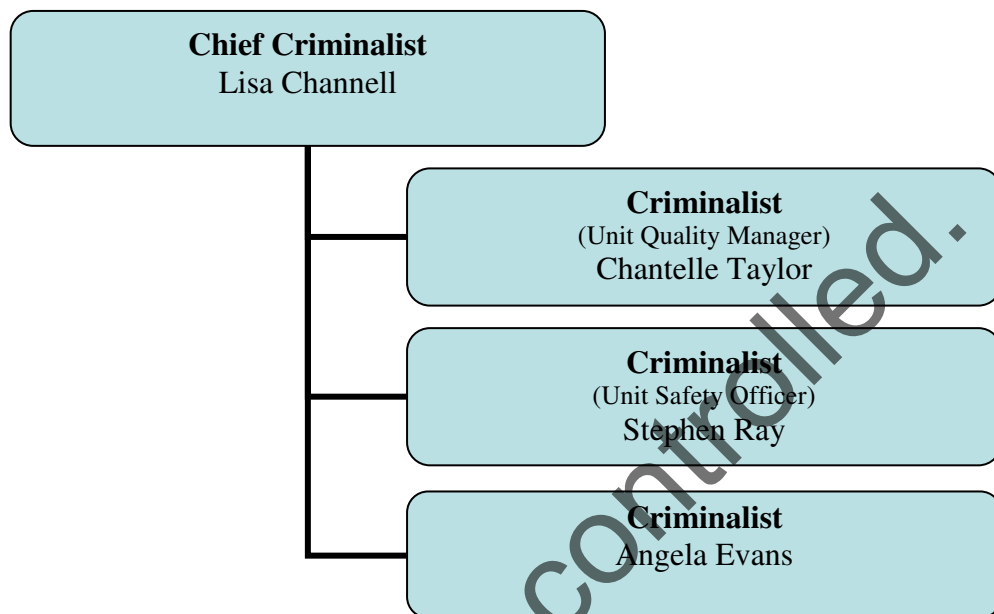 Chief Criminalist
Lisa Channell
Criminalist
(Unit Quality Manager)
Chantelle Taylor
Criminalist
(Unit Safety Officer)
Stephen Ray
Criminalist
Angela Evans
controlled.